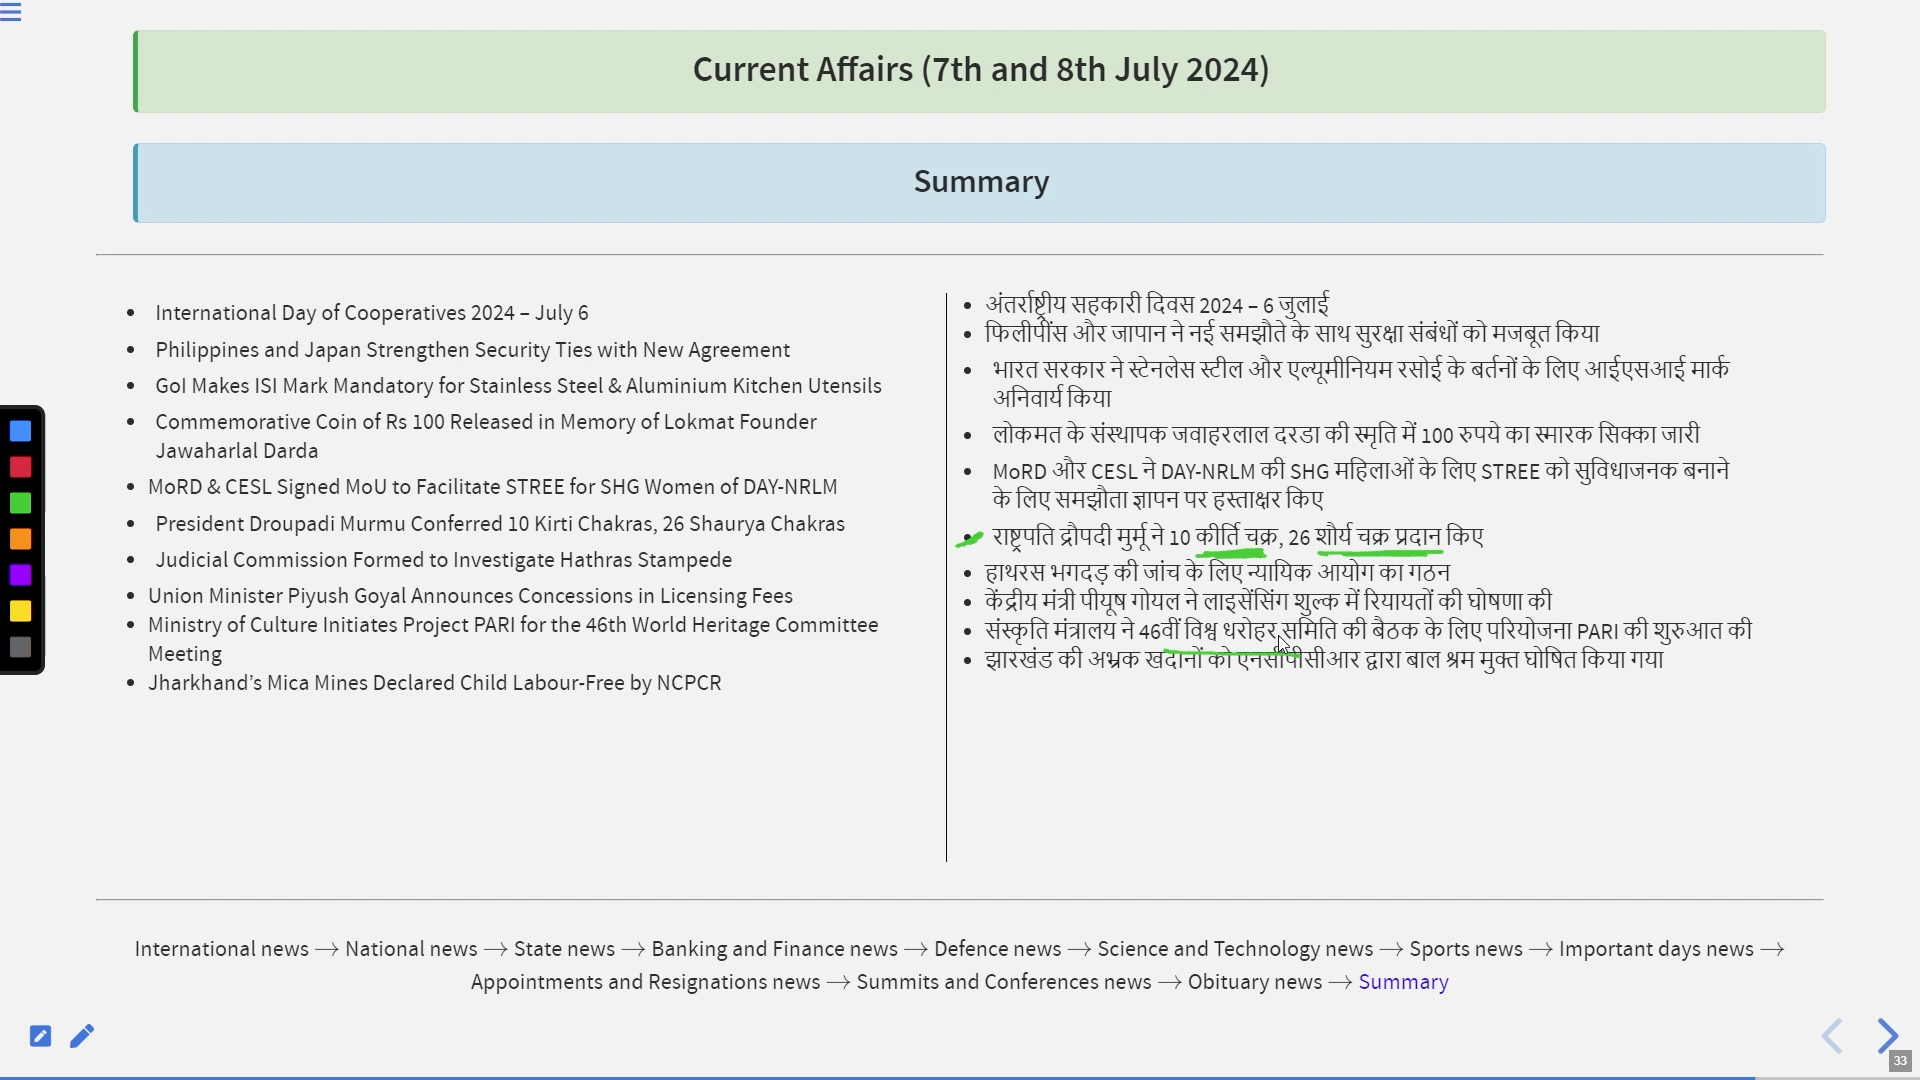 Current Affairs (7th and 8th July 2024)
Summary
International Day of Cooperatives 2024 – July 6
Philippines and Japan Strengthen Security Ties with New Agreement
GoI Makes ISI Mark Mandatory for Stainless Steel & Aluminium Kitchen Utensils
Commemorative Coin of Rs 100 Released in Memory of Lokmat Founder
Jawaharlal Darda
MoRD & CESL Signed MoU to Facilitate STREE for SHG Women of DAY-NRLM
President Droupadi Murmu Conferred 10 Kirti Chakras, 26 Shaurya Chakras
Judicial Commission Formed to Investigate Hathras Stampede
Union Minister Piyush Goyal Announces Concessions in Licensing Fees
Ministry of Culture Initiates Project PARI for the 46th World Heritage Committee
Meeting
Jharkhand’s Mica Mines Declared Child Labour-Free by NCPCR
अंतर्राष्ट्रीय सहकारी दिवस 2024 – 6 जुलाई
फिलीपींस और जापान ने नई समझौते के साथ सुरक्षा संबंधों को मजबूत किया
भारत सरकार ने स्टेनलेस स्टील और एल्यूमीनियम रसोई के बर्तनों के लिए आईएसआई मार्क
अनिवार्य किया
लोकमत के संस्थापक जवाहरलाल दरडा की स्मृति में 100 रुपये का स्मारक सिक्का जारी
MoRD और CESL ने DAY-NRLM की SHG महिलाओं के लिए STREE को सुविधाजनक बनाने
के लिए समझौता ज्ञापन पर हस्ताक्षर किए
राष्ट्रपति द्रौपदी मुर्मू ने 10 कीर्ति चक्र, 26 शौर्य चक्र प्रदान किए
हाथरस भगदड़ की जांच के लिए न्यायिक आयोग का गठन
केंद्रीय मंत्री पीयूष गोयल ने लाइसेंसिंग शुल्क में रियायतों की घोषणा की
संस्कृति मंत्रालय ने 46वीं विश्व धरोहर समिति की बैठक के लिए परियोजना PARI की शुरुआत की
झारखंड की अभ्रक खदानों को एनसीपीसीआर द्वारा बाल श्रम मुक्त घोषित किया गया
International news → National news → State news → Banking and Finance news → Defence news → Science and Technology news → Sports news → Important days news →
Appointments and Resignations news → Summits and Conferences news → Obituary news → Summary
33